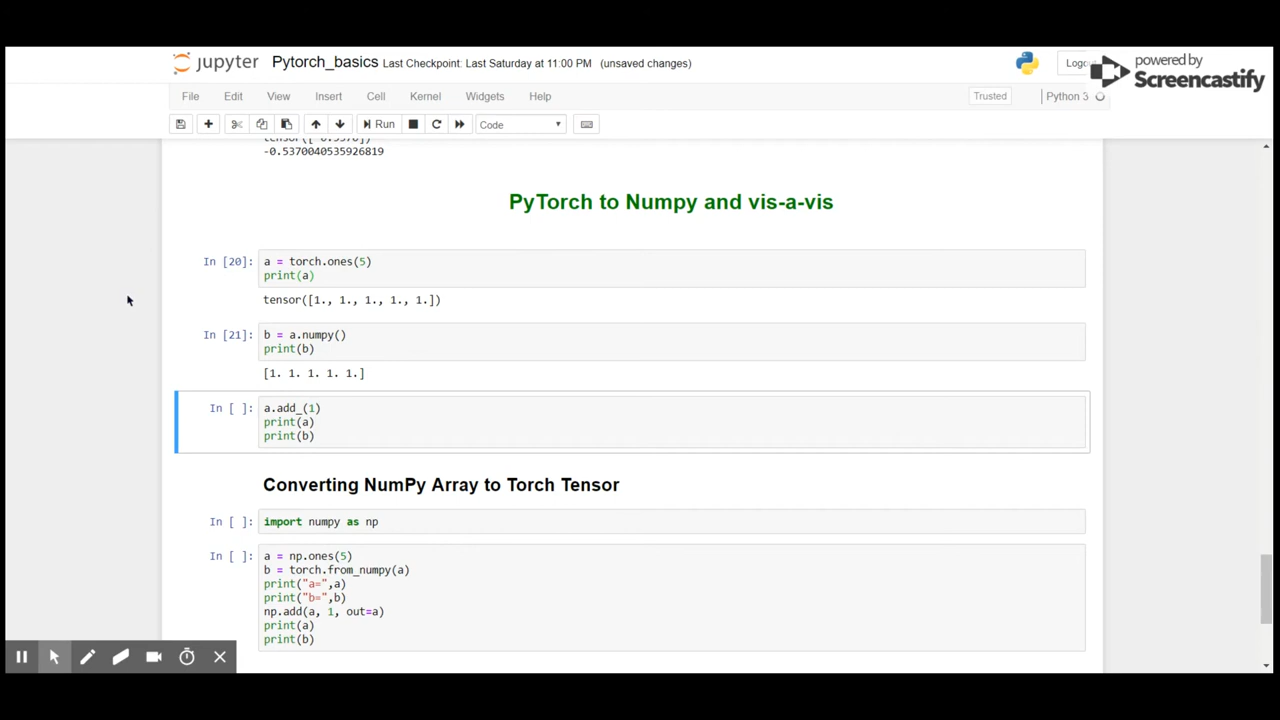 jupyter Pytorch_basics Last Checkpoint: Last Saturday at 11:00 PM (unsaved changes)
powered by
Screencastify
File Edit View Insert Cell Kernel Widgets Help
Trusted
Python 3
Run
Code
-0.5370040535926819
PyTorch to Numpy and vis-a-vis
In [20]: a = torch.ones(5)
print(a)
tensor([1., 1., 1., 1., 1.])
In [21]: b = a.numpy()
print(b)
[1. 1. 1. 1. 1.]
In [ ]: a.add_(1)
print(a)
print(b)
Converting NumPy Array to Torch Tensor
In [ ]: import numpy as np
In [ ]: a = np.ones(5)
b = torch.from_numpy(a)
print("a=",a)
print("b=",b)
np.add(a, 1, out=a)
print(a)
print(b)